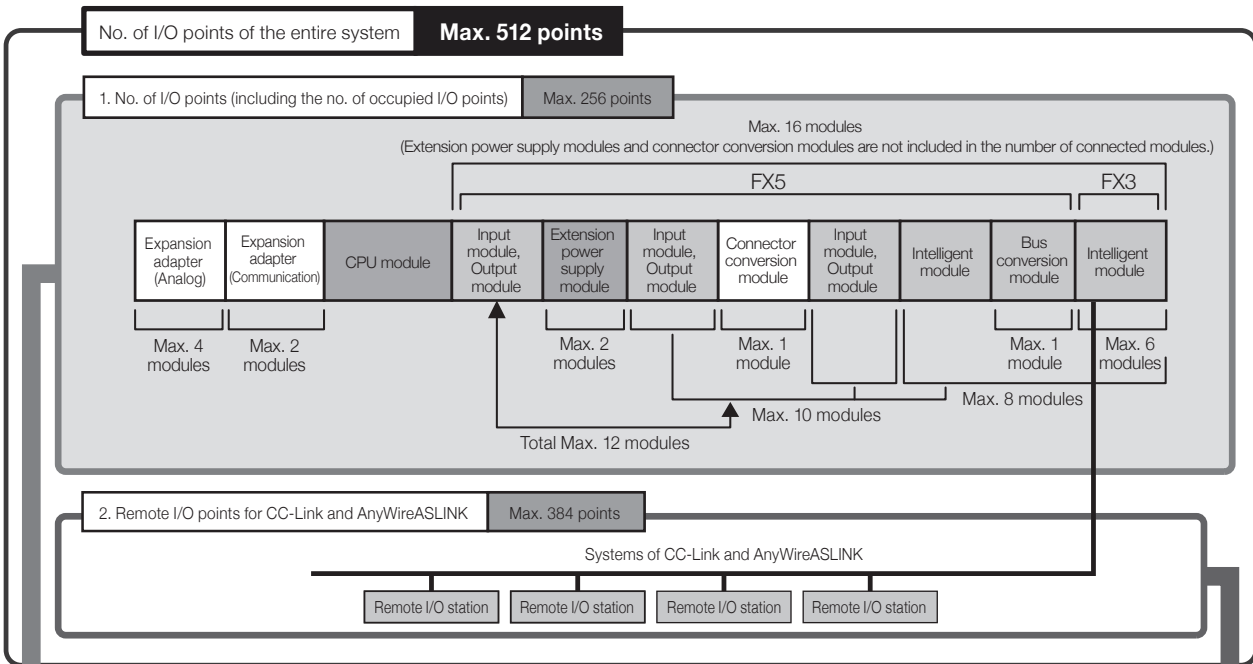 No. of I/O points of the entire system Max. 512 points
1. No. of I/O points (including the no. of occupied I/O points) Max. 256 points
Max. 16 modules
(Extension power supply modules and connector conversion modules are not included in the number of connected modules.)
FX5 FX3
Expansion
adapter
(Analog)
Expansion
adapter
(Communication)
CPU module
Input
module,
Output
module
Extension
power
supply
module
Input
module,
Output
module
Connector
conversion
module
Input
module,
Output
module
Intelligent
module
Bus
conversion
module
Intelligent
module
Max. 4
modules
Max. 2
modules
Max. 2
modules
Max. 1
module
Max. 1
module
Max. 6
modules
Max. 8 modules
Max. 10 modules
Total Max. 12 modules
2. Remote I/O points for CC-Link and AnyWireASLINK Max. 384 points
Systems of CC-Link and AnyWireASLINK
Remote I/O station Remote I/O station Remote I/O station Remote I/O station